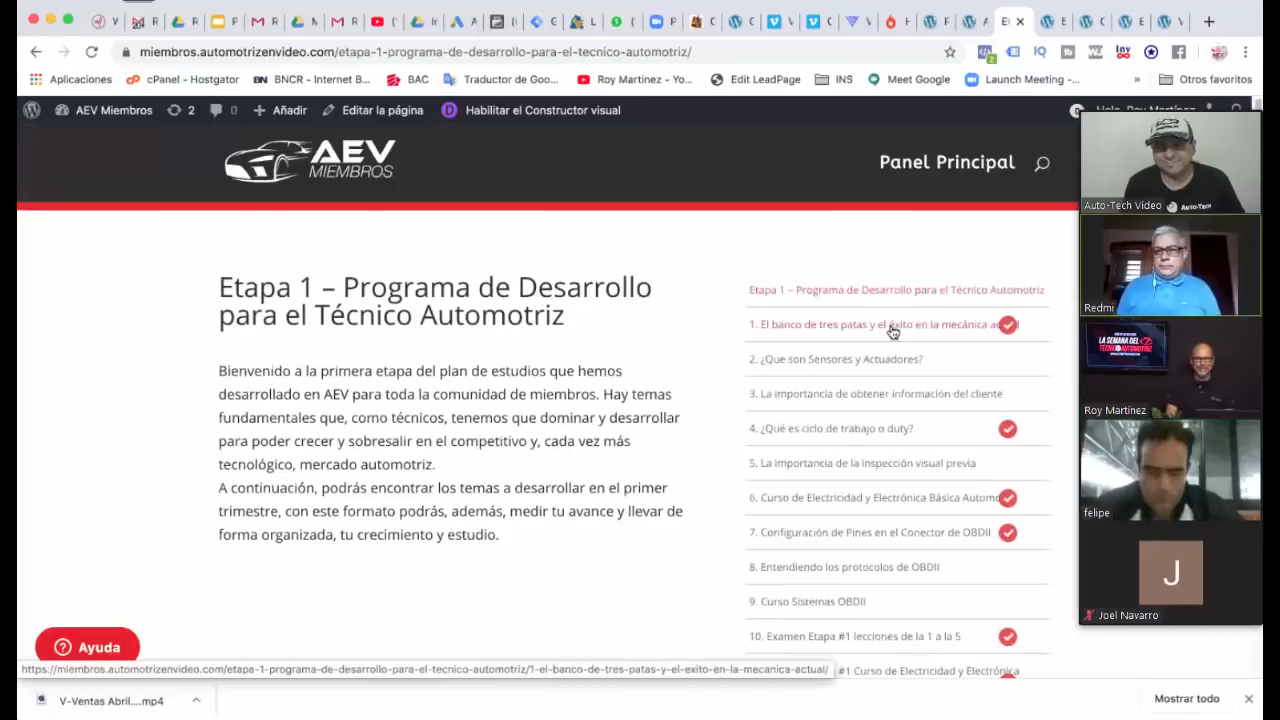 miembros.automotrizenvideo.com/etapa-1-programa-de-desarrollo-para-el-tecnico-automotriz/
Aplicaciones
cPanel - Hostgator
BNCR - Internet B...
BAC
Traductor de Goo...
Roy Martinez - Yo...
Edit LeadPage
INS
Meet Google
Launch Meeting -...
»
Otros favoritos
AEV Miembros
2
0
Añadir
Editar la página
Habilitar el Constructor visual
AEV
MIEMBROS
Panel Principal
Etapa 1 – Programa de Desarrollo
para el Técnico Automotriz
Bienvenido a la primera etapa del plan de estudios que hemos
desarrollado en AEV para toda la comunidad de miembros. Hay temas
fundamentales que, como técnicos, tenemos que dominar y desarrollar
para poder crecer y sobresalir en el competitivo y, cada vez más
tecnológico, mercado automotriz.
A continuación, podrás encontrar los temas a desarrollar en el primer
trimestre, con este formato podrás, además, medir tu avance y llevar de
forma organizada, tu crecimiento y estudio.
Etapa 1 – Programa de Desarrollo para el Técnico Automotriz
1. El banco de tres patas y el éxito en la mecánica
2. ¿Que son Sensores y Actuadores?
3. La importancia de obtener información del cliente
4. ¿Qué es ciclo de trabajo o duty?
5. La importancia de la inspección visual previa
6. Curso de Electricidad y Electrónica Básica Automo
7. Configuración de Pines en el Conector de OBDII
8. Entendiendo los protocolos de OBDII
9. Curso Sistemas OBDII
10. Examen Etapa #1 lecciones de la 1 a la 5
#1 Curso de Electricidad y Electrónica
Auto-Tech Video
AUTO-TECH
Redmi
LA SEMANA DEL
TÉCNICO AUTOMOTRIZ
Roy Martínez
felipe
J
Joel Navarro
Ayuda
https://miembros.automotrizenvideo.com/etapa-1-programa-de-desarrollo-para-el-tecnico-automotriz/1-el-banco-de-tres-patas-y-el-exito-en-la-mecanica-actual/
V-Ventas Abril....mp4
Mostrar todo